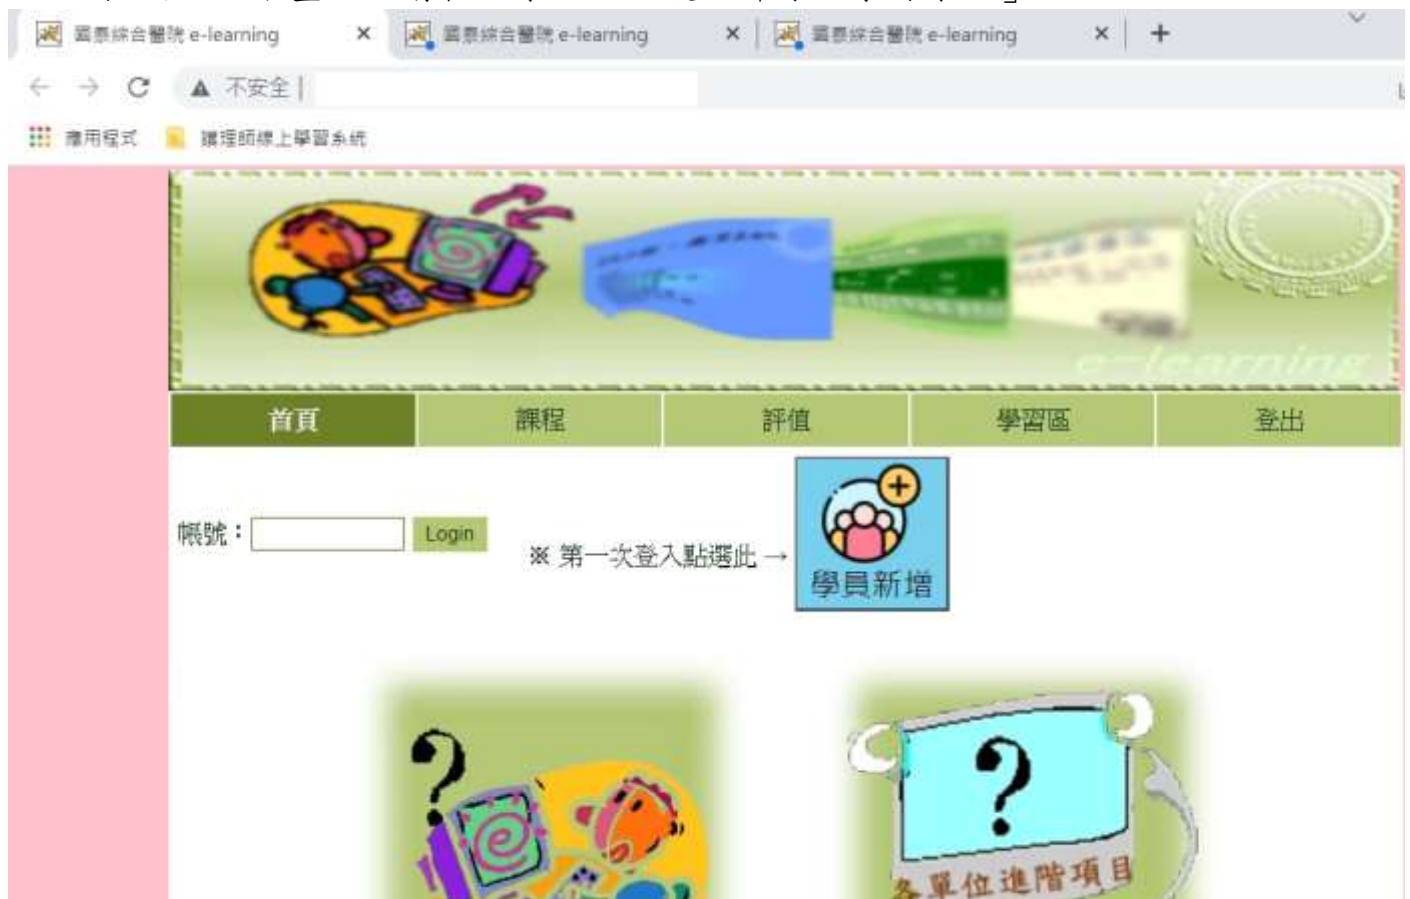 國泰綜合醫院 e-learning
國泰綜合醫院 e-learning
國泰綜合醫院 e-learning
不安全
應用程式 護理師線上學習系統
e-learning
首頁 課程 評值 學習區 登出
帳號： Login ※ 第一次登入點選此 →
學員新增
?
?
各單位進階項目